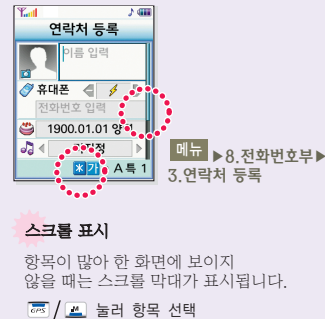 연락처 등록
이름 입력
휴대폰
전화번호 입력
1900.01.01 양력
*가 A특1
메뉴 ▶8.전화번호부▶
3.연락처 등록
스크롤 표시
항목이 많아 한 화면에 보이지
않을 때는 스크롤 막대가 표시됩니다.
GPS / 눌러 항목 선택